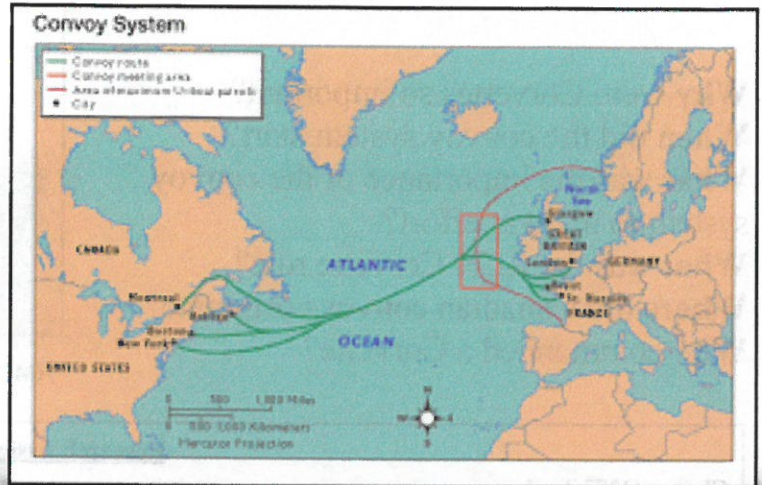 Convoy System
Convoy route
Convoy meeting area
Area of maximum U-boat patrols
City
North
Sea
Glasgow
GREAT
BRITAIN
CANADA
ATLANTIC
London
GERMANY
Montreal
Brest
St. Nazaire
Halifax
FRANCE
Boston
New York
OCEAN
UNITED STATES
N
W
E
S
0 500 1,000 Miles
0 500 1,000 Kilometers
Mercator Projection